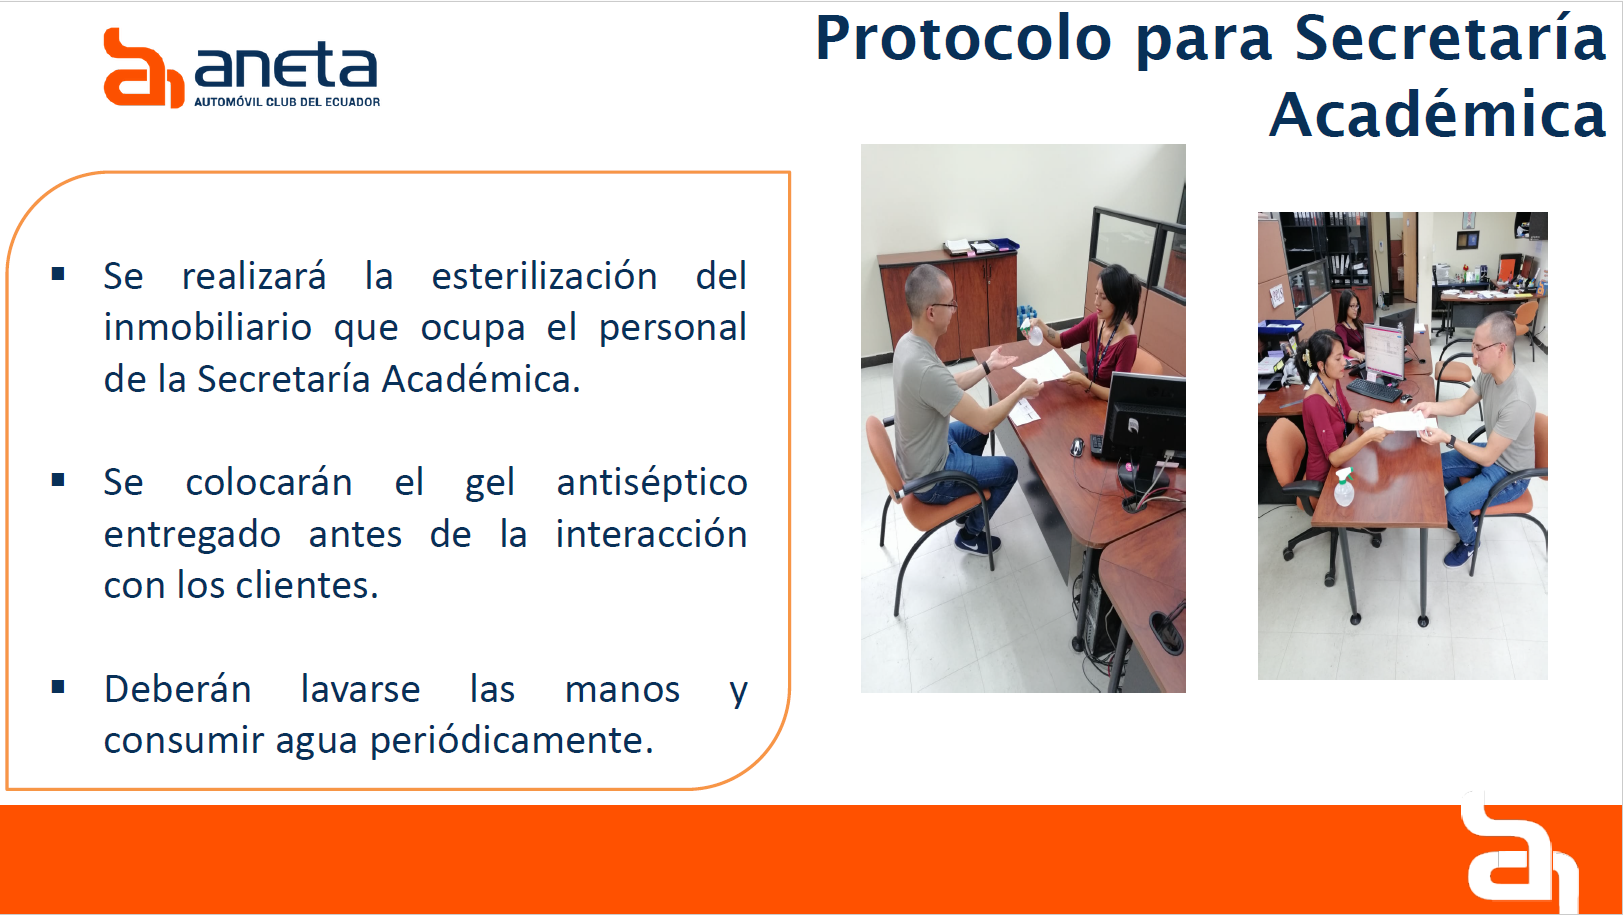 aneta
AUTOMÓVIL CLUB DEL ECUADOR
Protocolo para Secretaría
Académica
▪ Se realizará la esterilización del
inmobiliario que ocupa el personal
de la Secretaría Académica.
▪ Se colocarán el gel antiséptico
entregado antes de la interacción
con los clientes.
▪ Deberán lavarse las manos y
consumir agua periódicamente.